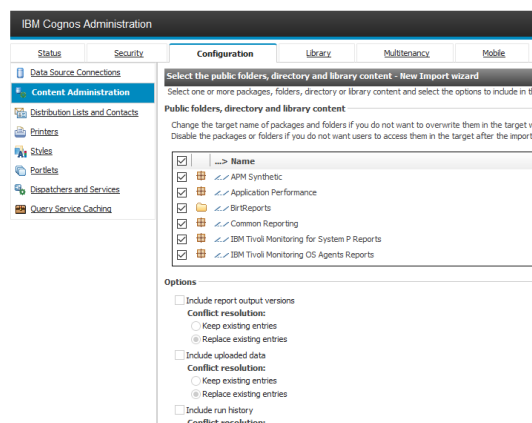 IBM Cognos Administration
Status Security Configuration Library Multitenancy Mobile
Data Source Connections
Content Administration
Distribution Lists and Contacts
Printers
Styles
Portlets
Dispatchers and Services
Query Service Caching
Select the public folders, directory and library content - New Import wizard
Select one or more packages, folders, directory or library content and select the options to include in
Public folders, directory and library content
Change the target name of packages and folders if you do not want to overwrite them in the target
Disable the packages or folders if you do not want users to access them in the target after the import
...> Name
APM Synthetic
Application Performance
BirtReports
Common Reporting
IBM Tivoli Monitoring for System P Reports
IBM Tivoli Monitoring OS Agents Reports
Options
Include report output versions
Conflict resolution:
Keep existing entries
Replace existing entries
Include uploaded data
Conflict resolution:
Keep existing entries
Replace existing entries
Include run history
Conflict resolution: